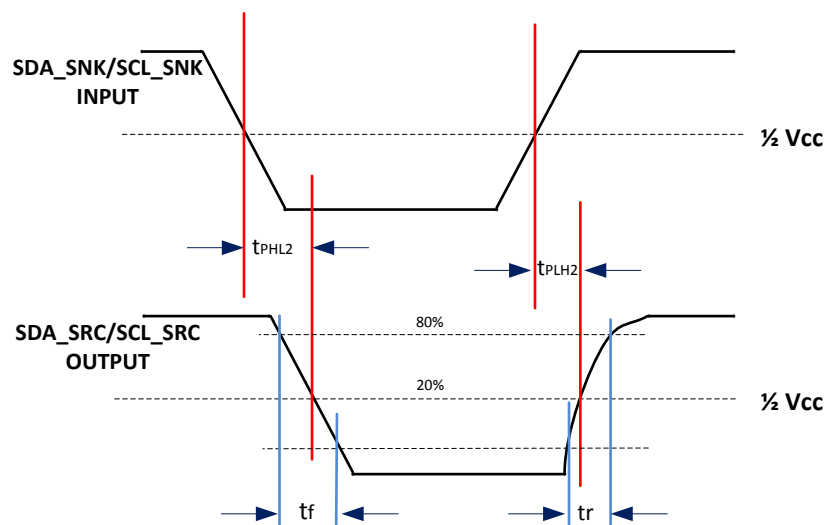 SDA_SNK/SCL_SNK
INPUT
½ Vcc
tPHL2
tPLH2
SDA_SRC/SCL_SRC
OUTPUT
80%
20%
½ Vcc
tf
tr